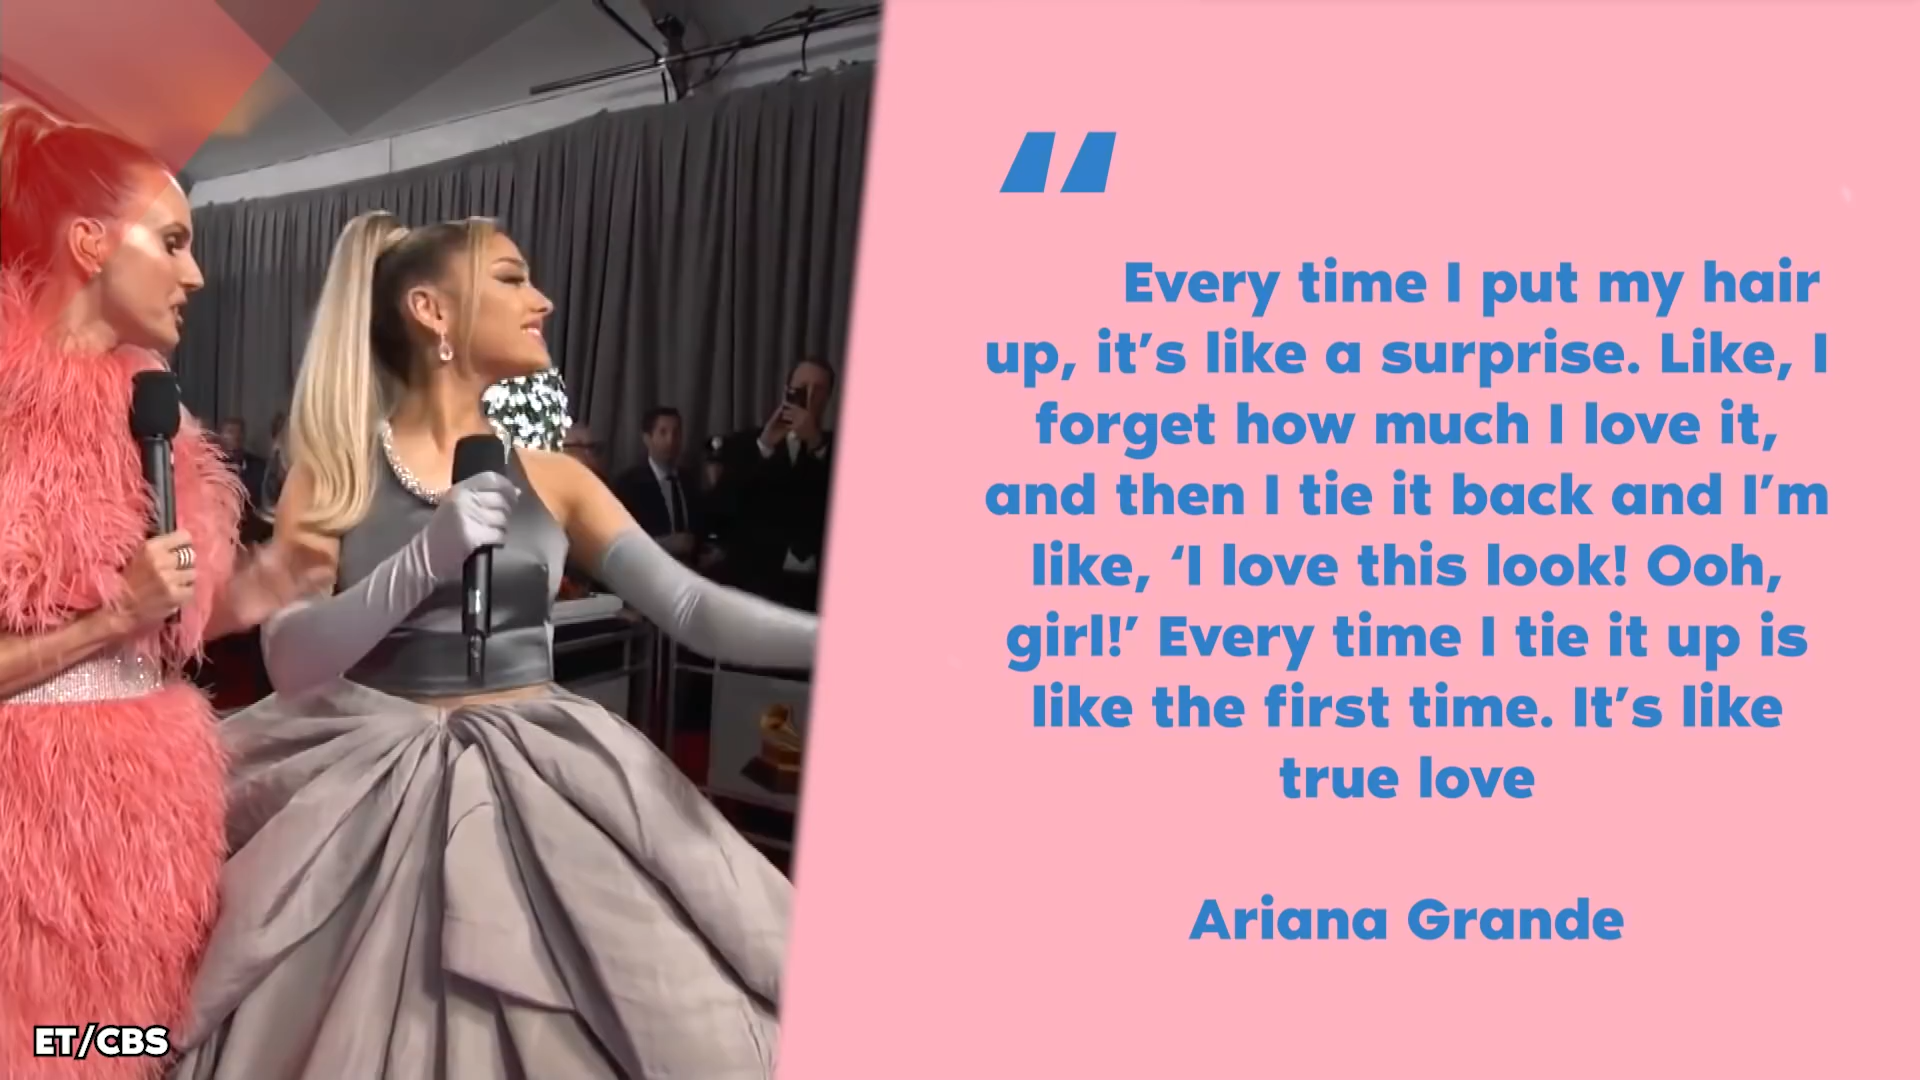 “
Every time I put my hair
up, it’s like a surprise. Like, I
forget how much I love it,
and then I tie it back and I’m
like, ‘I love this look! Ooh,
girl!’ Every time I tie it up is
like the first time. It’s like
true love
Ariana Grande
ET/CBS